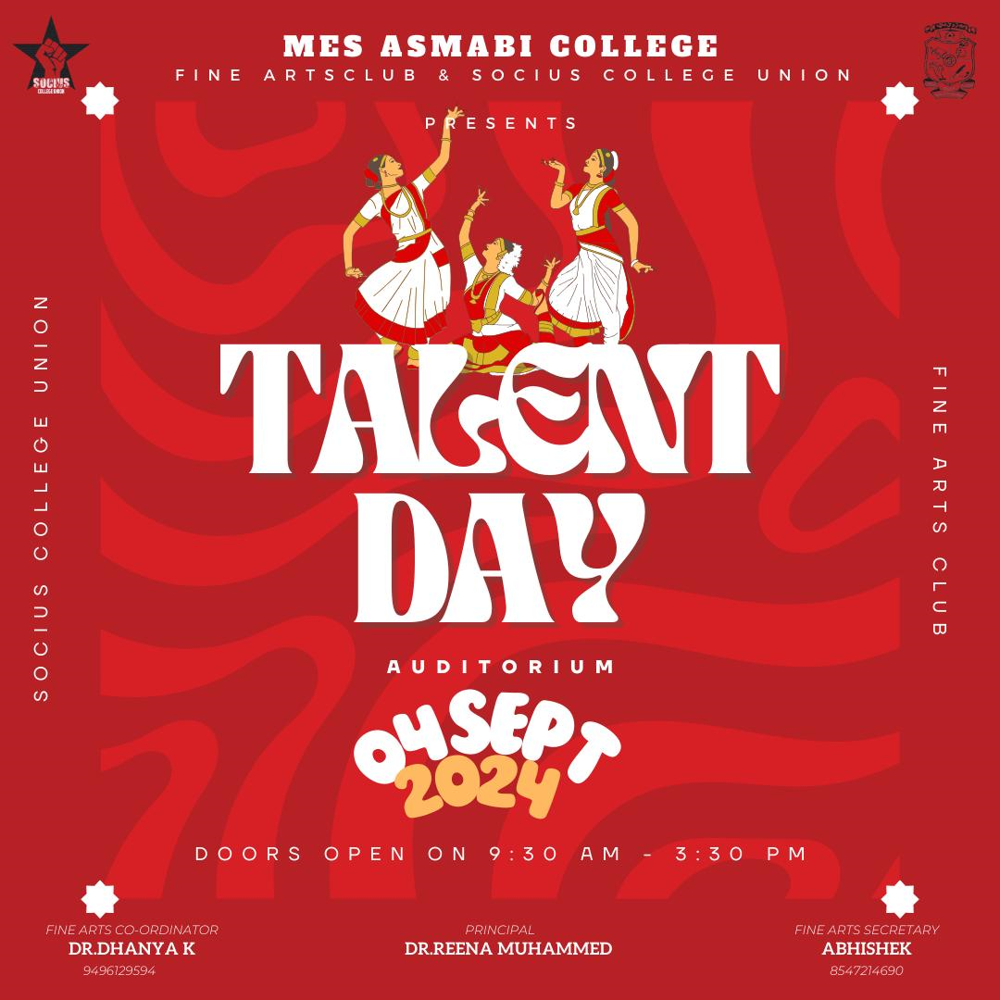 MES ASMABI COLLEGE
FINE ARTSCLUB & SOCIUS COLLEGE UNION
PRESENTS
SOCIUS
COLLEGE UNION
SOCIUS COLLEGE UNION
FINE ARTS CLUB
TALENT
DAY
AUDITORIUM
04 SEPT
2024
DOORS OPEN ON 9:30 AM - 3:30 PM
FINE ARTS CO-ORDINATOR
DR.DHANYA K
9496129594
PRINCIPAL
DR.REENA MUHAMMED
FINE ARTS SECRETARY
ABHISHEK
8547214690